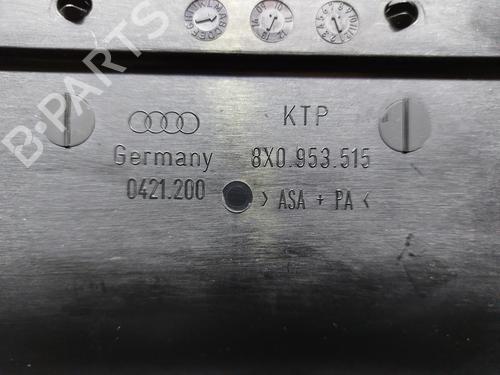 KTP
Germany 8X0.953.515
0421.200 > ASA + PA <
B-PARTS